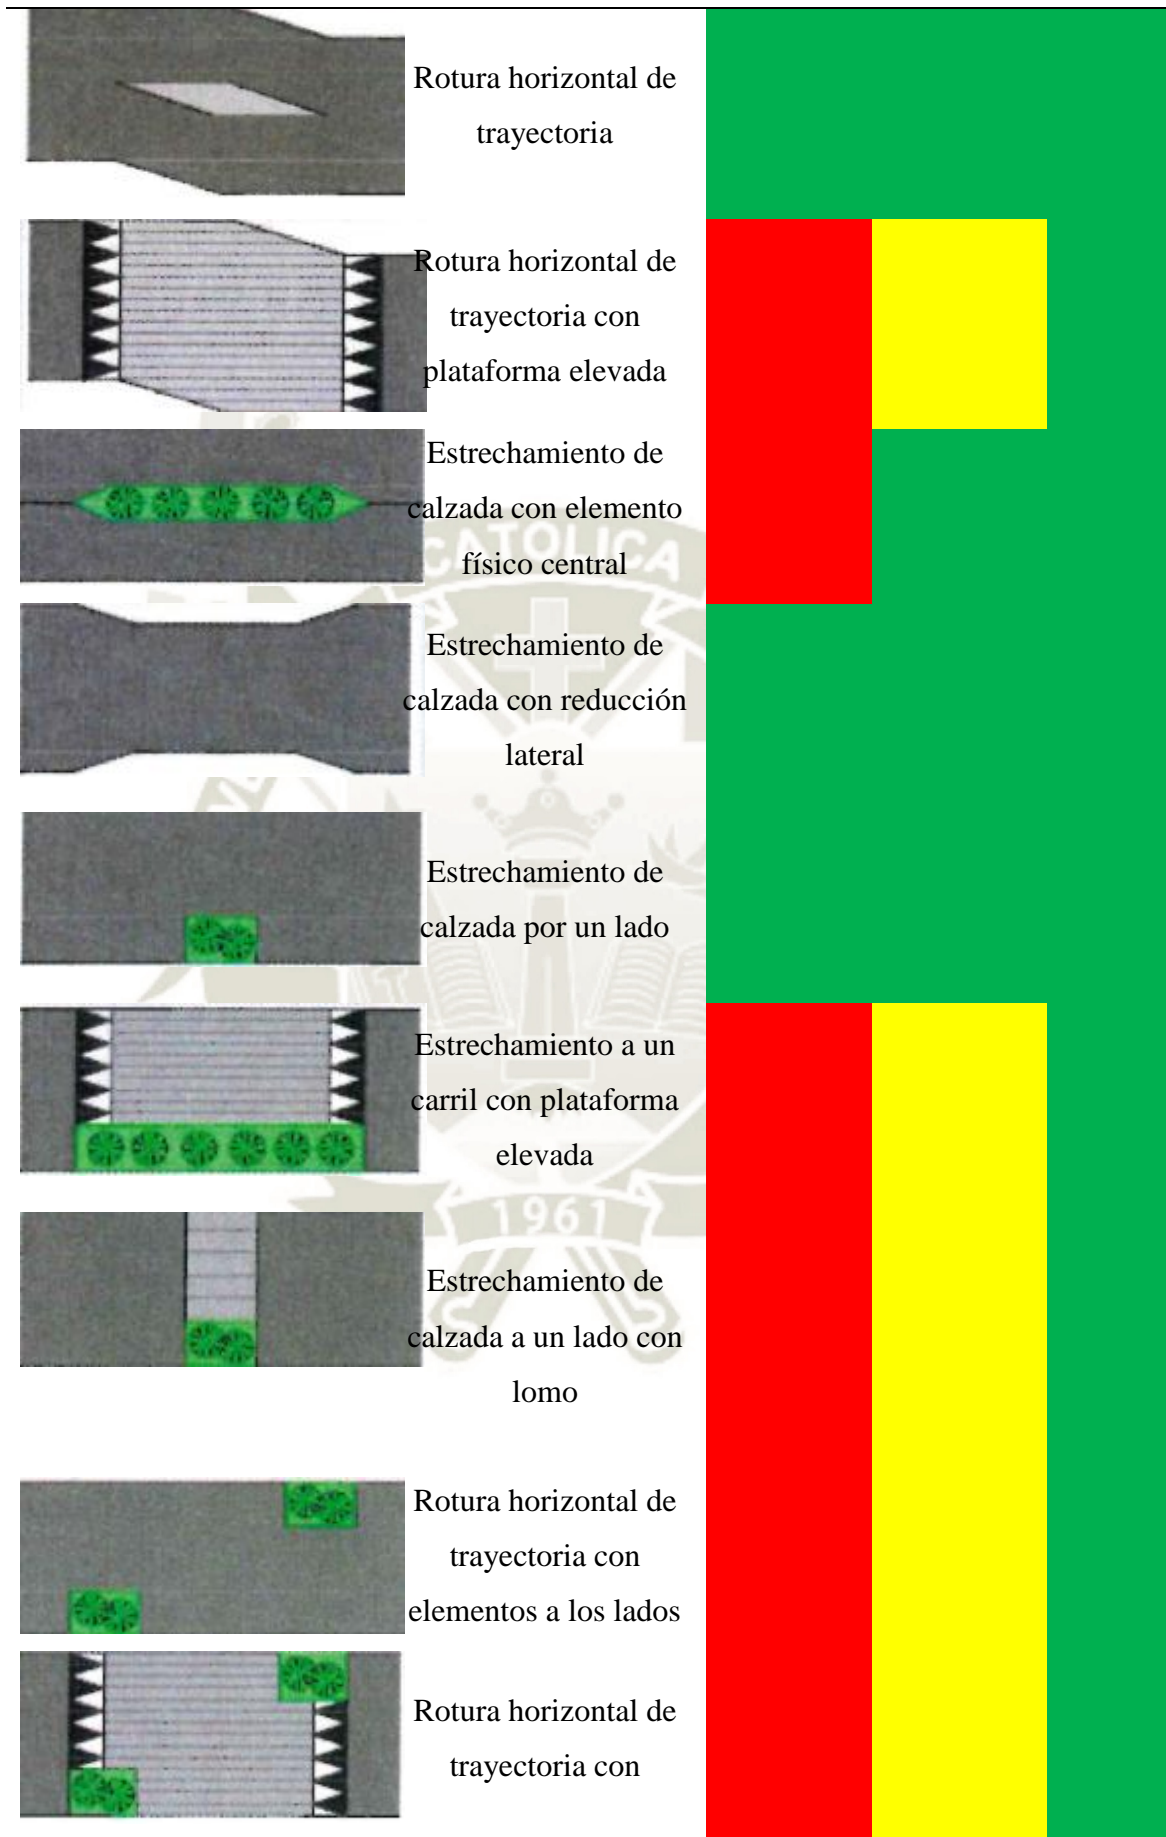 Rotura horizontal de
trayectoria
Rotura horizontal de
trayectoria con
plataforma elevada
Estrechamiento de
calzada con elemento
físico central
CATOLICA
Estrechamiento de
calzada con reducción
lateral
Estrechamiento de
calzada por un lado
Estrechamiento a un
carril con plataforma
elevada
1961
Estrechamiento de
calzada a un lado con
lomo
Rotura horizontal de
trayectoria con
elementos a los lados
Rotura horizontal de
trayectoria con